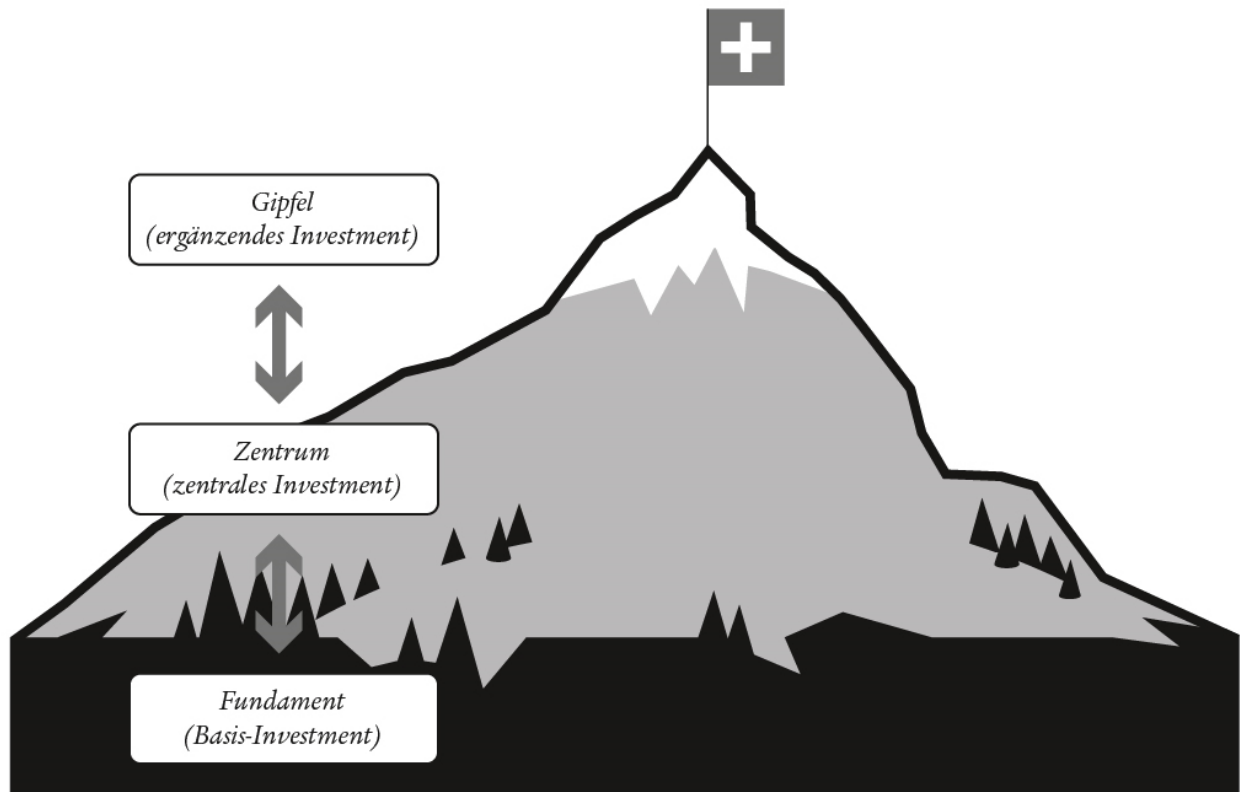 Gipfel
(ergänzendes Investment)
Zentrum
(zentrales Investment)
Fundament
(Basis-Investment)